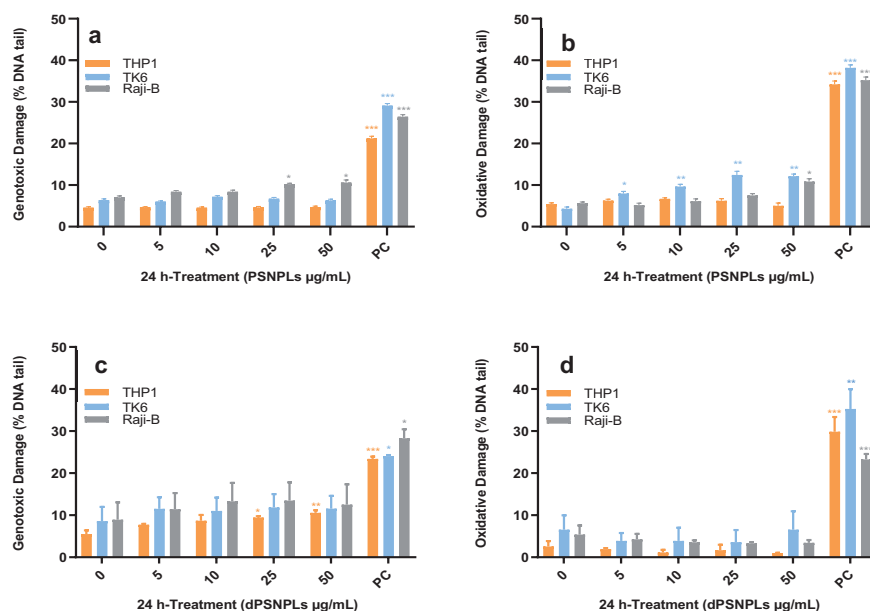 a
Genotoxic Damage (% DNA tail)
50
40
30
20
10
0
THP1
TK6
Raji-B
*
*
***
***
***
0
5
10
25
50
PC
24 h-Treatment (PSNPLs µg/mL)
b
Oxidative Damage (% DNA tail)
50
40
30
20
10
0
THP1
TK6
Raji-B
*
**
**
**
*
***
***
***
0
5
10
25
50
PC
24 h-Treatment (PSNPLs µg/mL)
c
Genotoxic Damage (% DNA tail)
50
40
30
20
10
0
THP1
TK6
Raji-B
*
**
***
*
*
0
5
10
25
50
PC
24 h-Treatment (dPSNPLs µg/mL)
d
Oxidative Damage (% DNA tail)
50
40
30
20
10
0
THP1
TK6
Raji-B
***
**
***
0
5
10
25
50
PC
24 h-Treatment (dPSNPLs µg/mL)